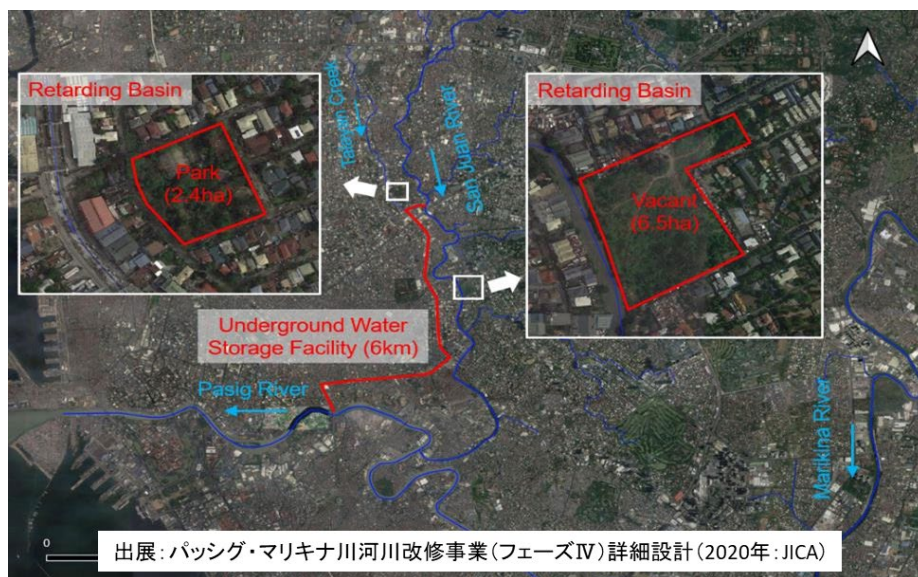 Retarding Basin
Park
(2.4ha)
Talayan Creek
San Juan River
Retarding Basin
Vacant
(6.5ha)
Underground Water
Storage Facility (6km)
Pasig River
Marikina River
0
出展：パッシグ・マリキナ川河川改修事業（フェーズⅣ）詳細設計（2020年：JICA）